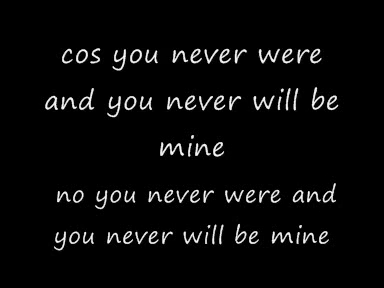 cos you never were
and you never will be
mine
no you never were and
you never will be mine